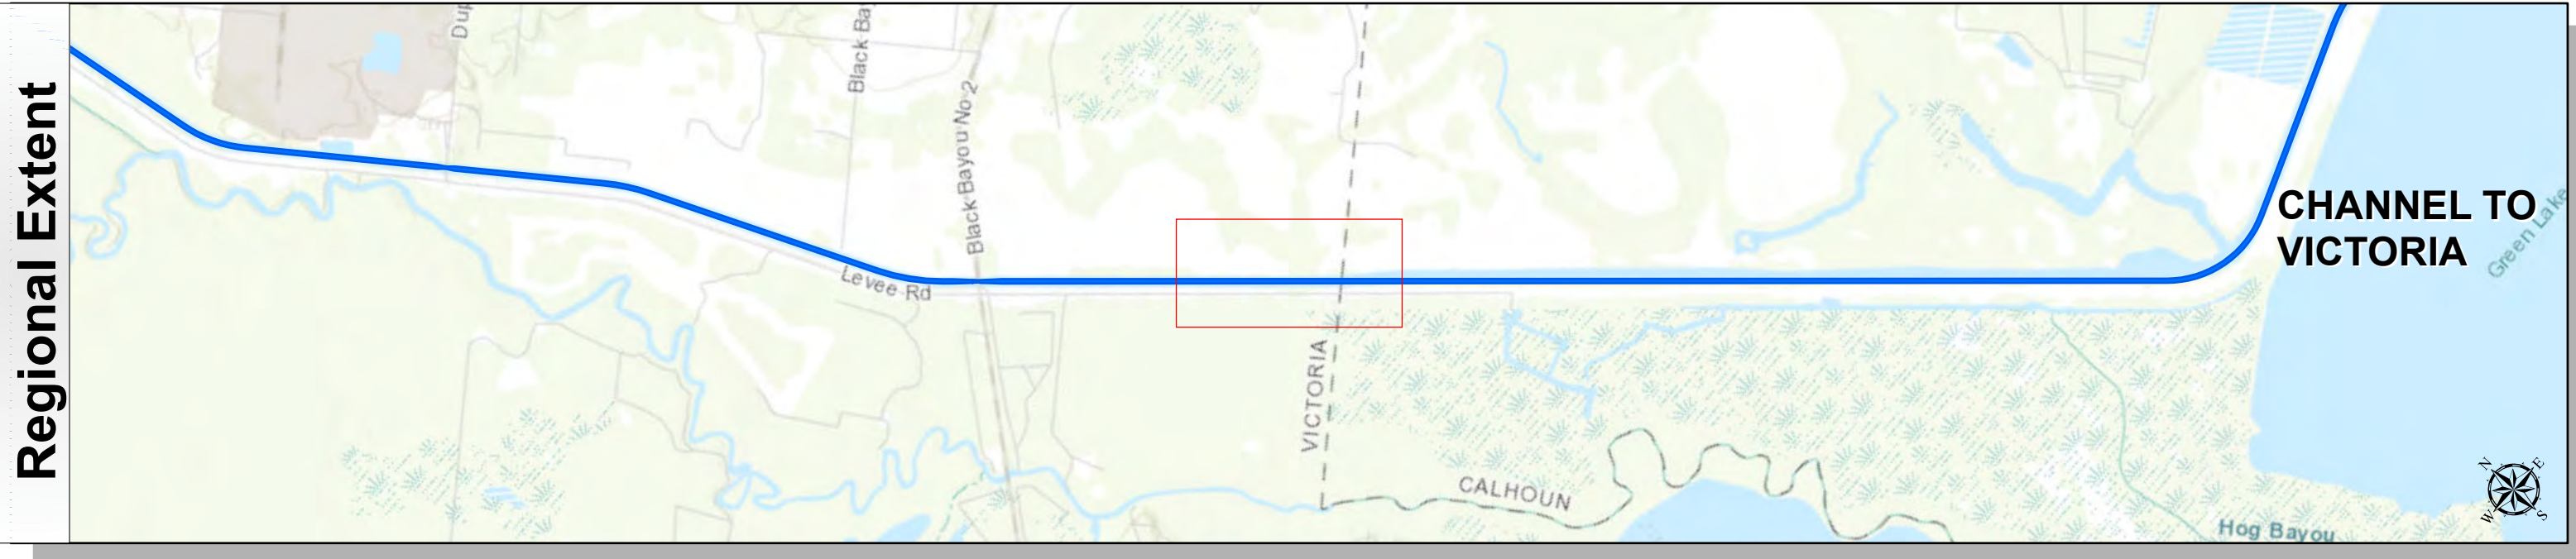 Regional Extent
Black Ba
Black Bayou No 2
Levee Rd
VICTORIA
CALHOUN
CHANNEL TO
VICTORIA
Green Lake
Hog Bayou
N
E
S
W